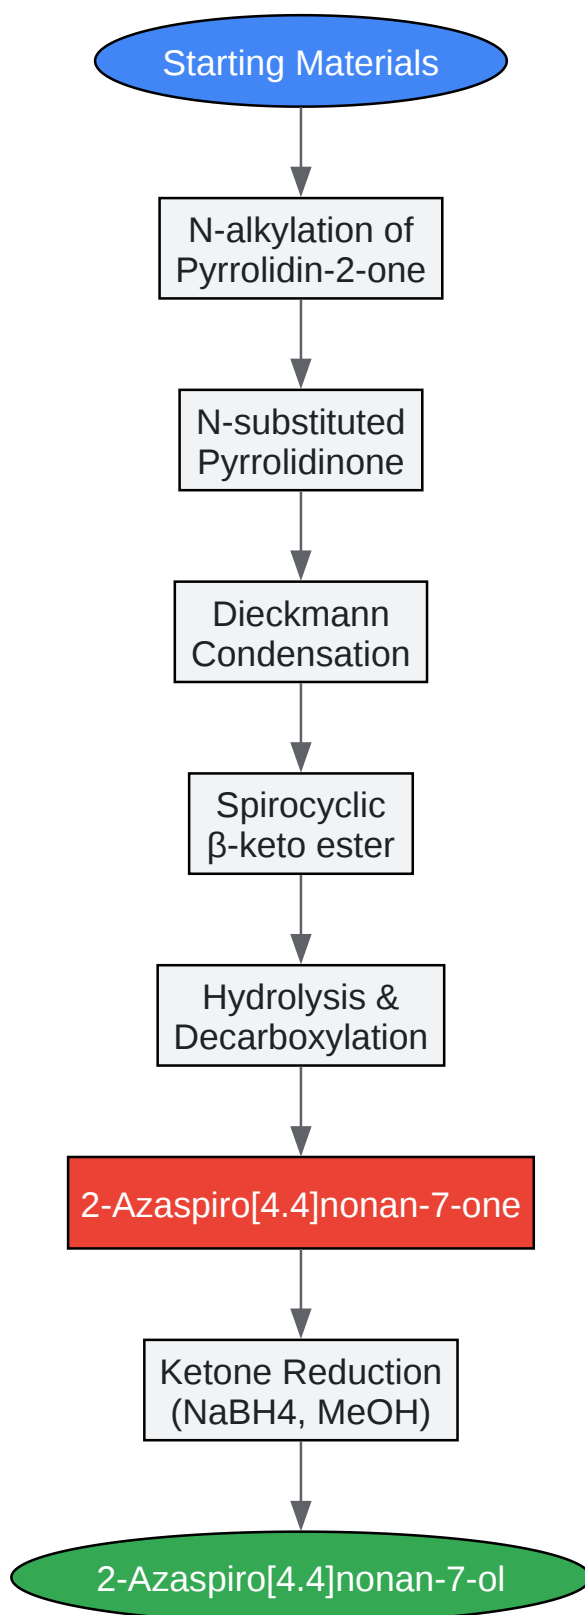 Starting Materials
N-alkylation of
Pyrrolidin-2-one
N-substituted
Pyrrolidinone
Dieckmann
Condensation
Spirocyclic
β-keto ester
Hydrolysis &
Decarboxylation
2-Azaspiro[4.4]nonan-7-one
Ketone Reduction
(NaBH4, MeOH)
2-Azaspiro[4.4]nonan-7-ol